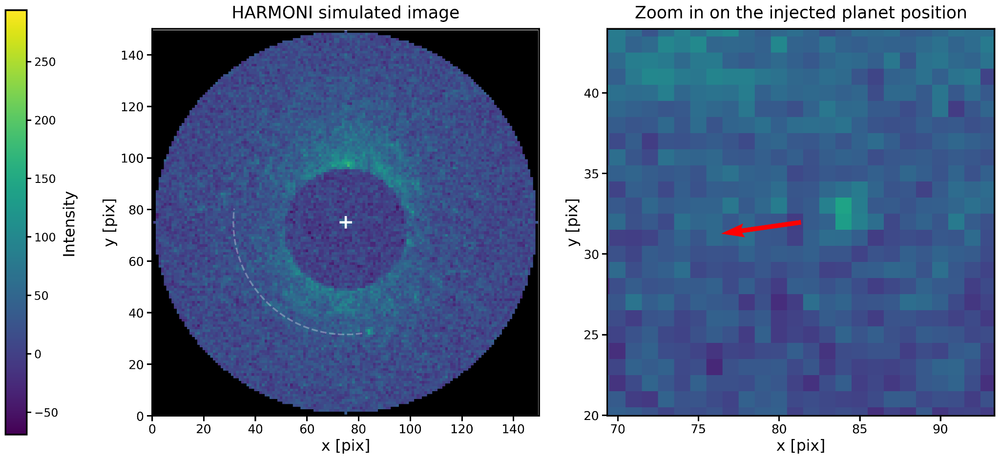 HARMONI simulated image
Zoom in on the injected planet position
250
200
150
100
50
0
−50
Intensity
140
120
100
80
60
40
20
0
y [pix]
0 20 40 60 80 100 120 140
x [pix]
40
35
30
25
20
y [pix]
70 75 80 85 90
x [pix]